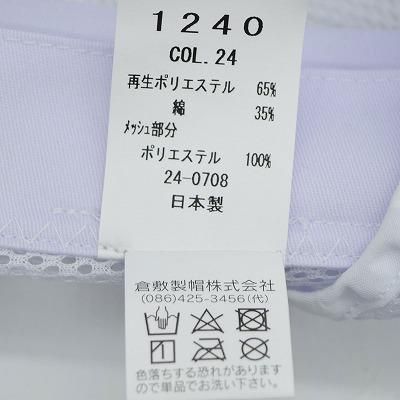 1240
COL.24
再生ポリエステル 65%
綿 35%
メッシュ部分
ポリエステル 100%
24-0708
日本製
倉敷製帽株式会社
(086)425-3456(代)
色落ちする恐れがあります
ので単品でお洗い下さい。